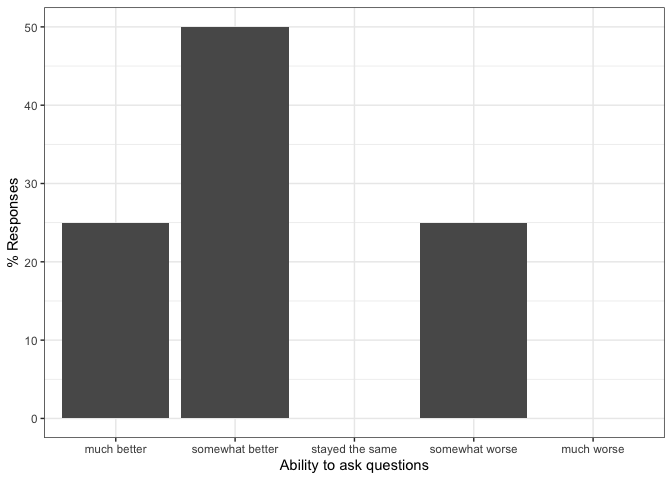 50
40
30
20
10
0
% Responses
much better somewhat better stayed the same somewhat worse much worse
Ability to ask questions